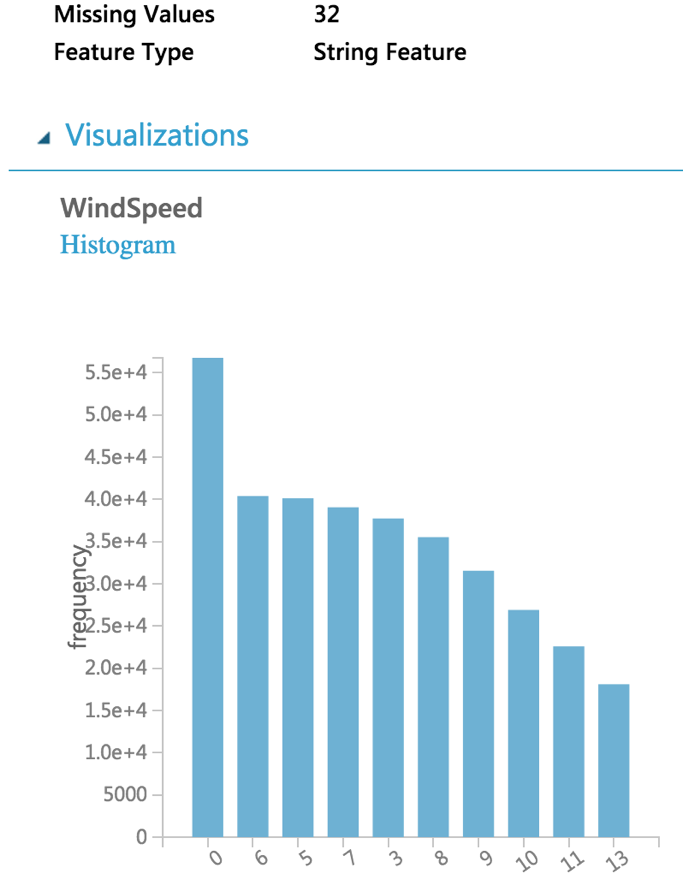 Missing Values 32
Feature Type String Feature
Visualizations
WindSpeed
Histogram
frequency
5.5e+4
5.0e+4
4.5e+4
4.0e+4
3.5e+4
3.0e+4
2.5e+4
2.0e+4
1.5e+4
1.0e+4
5000
0
0 6 5 7 3 8 9 10 11 13